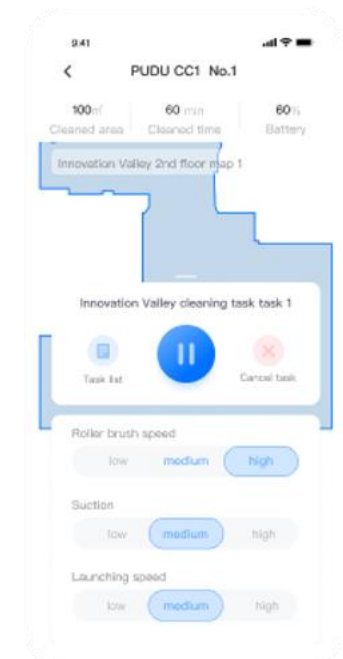 9:41
PUDU CC1 No.1
100㎡ 60 min 60%
Cleaned area Cleaned time Battery
Innovation Valley 2nd floor map 1
Innovation Valley cleaning task task 1
Task list Cancel task
Roller brush speed
low medium high
Suction
low medium high
Launching speed
low medium high